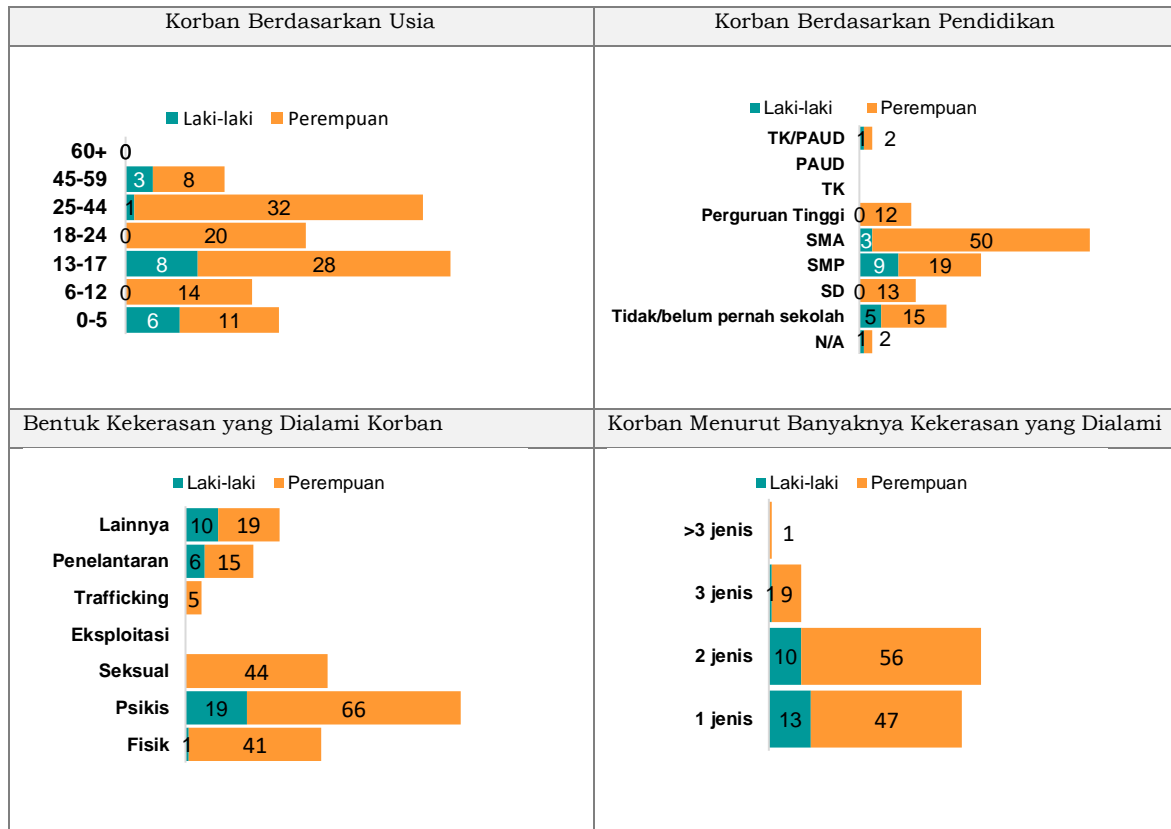 Korban Berdasarkan Usia
Laki-laki Perempuan
60+ 0
45-59 3 8
25-44 1 32
18-24 0 20
13-17 8 28
6-12 0 14
0-5 6 11
Korban Berdasarkan Pendidikan
Laki-laki Perempuan
TK/PAUD 1 2
PAUD
TK
Perguruan Tinggi 0 12
SMA 3 50
SMP 9 19
SD 0 13
Tidak/belum pernah sekolah 5 15
N/A 1 2
Bentuk Kekerasan yang Dialami Korban
Laki-laki Perempuan
Lainnya 10 19
Penelantaran 6 15
Trafficking 5
Eksploitasi
Seksual 44
Psikis 19 66
Fisik 1 41
Korban Menurut Banyaknya Kekerasan yang Dialami
Laki-laki Perempuan
>3 jenis 1
3 jenis 1 9
2 jenis 10 56
1 jenis 13 47